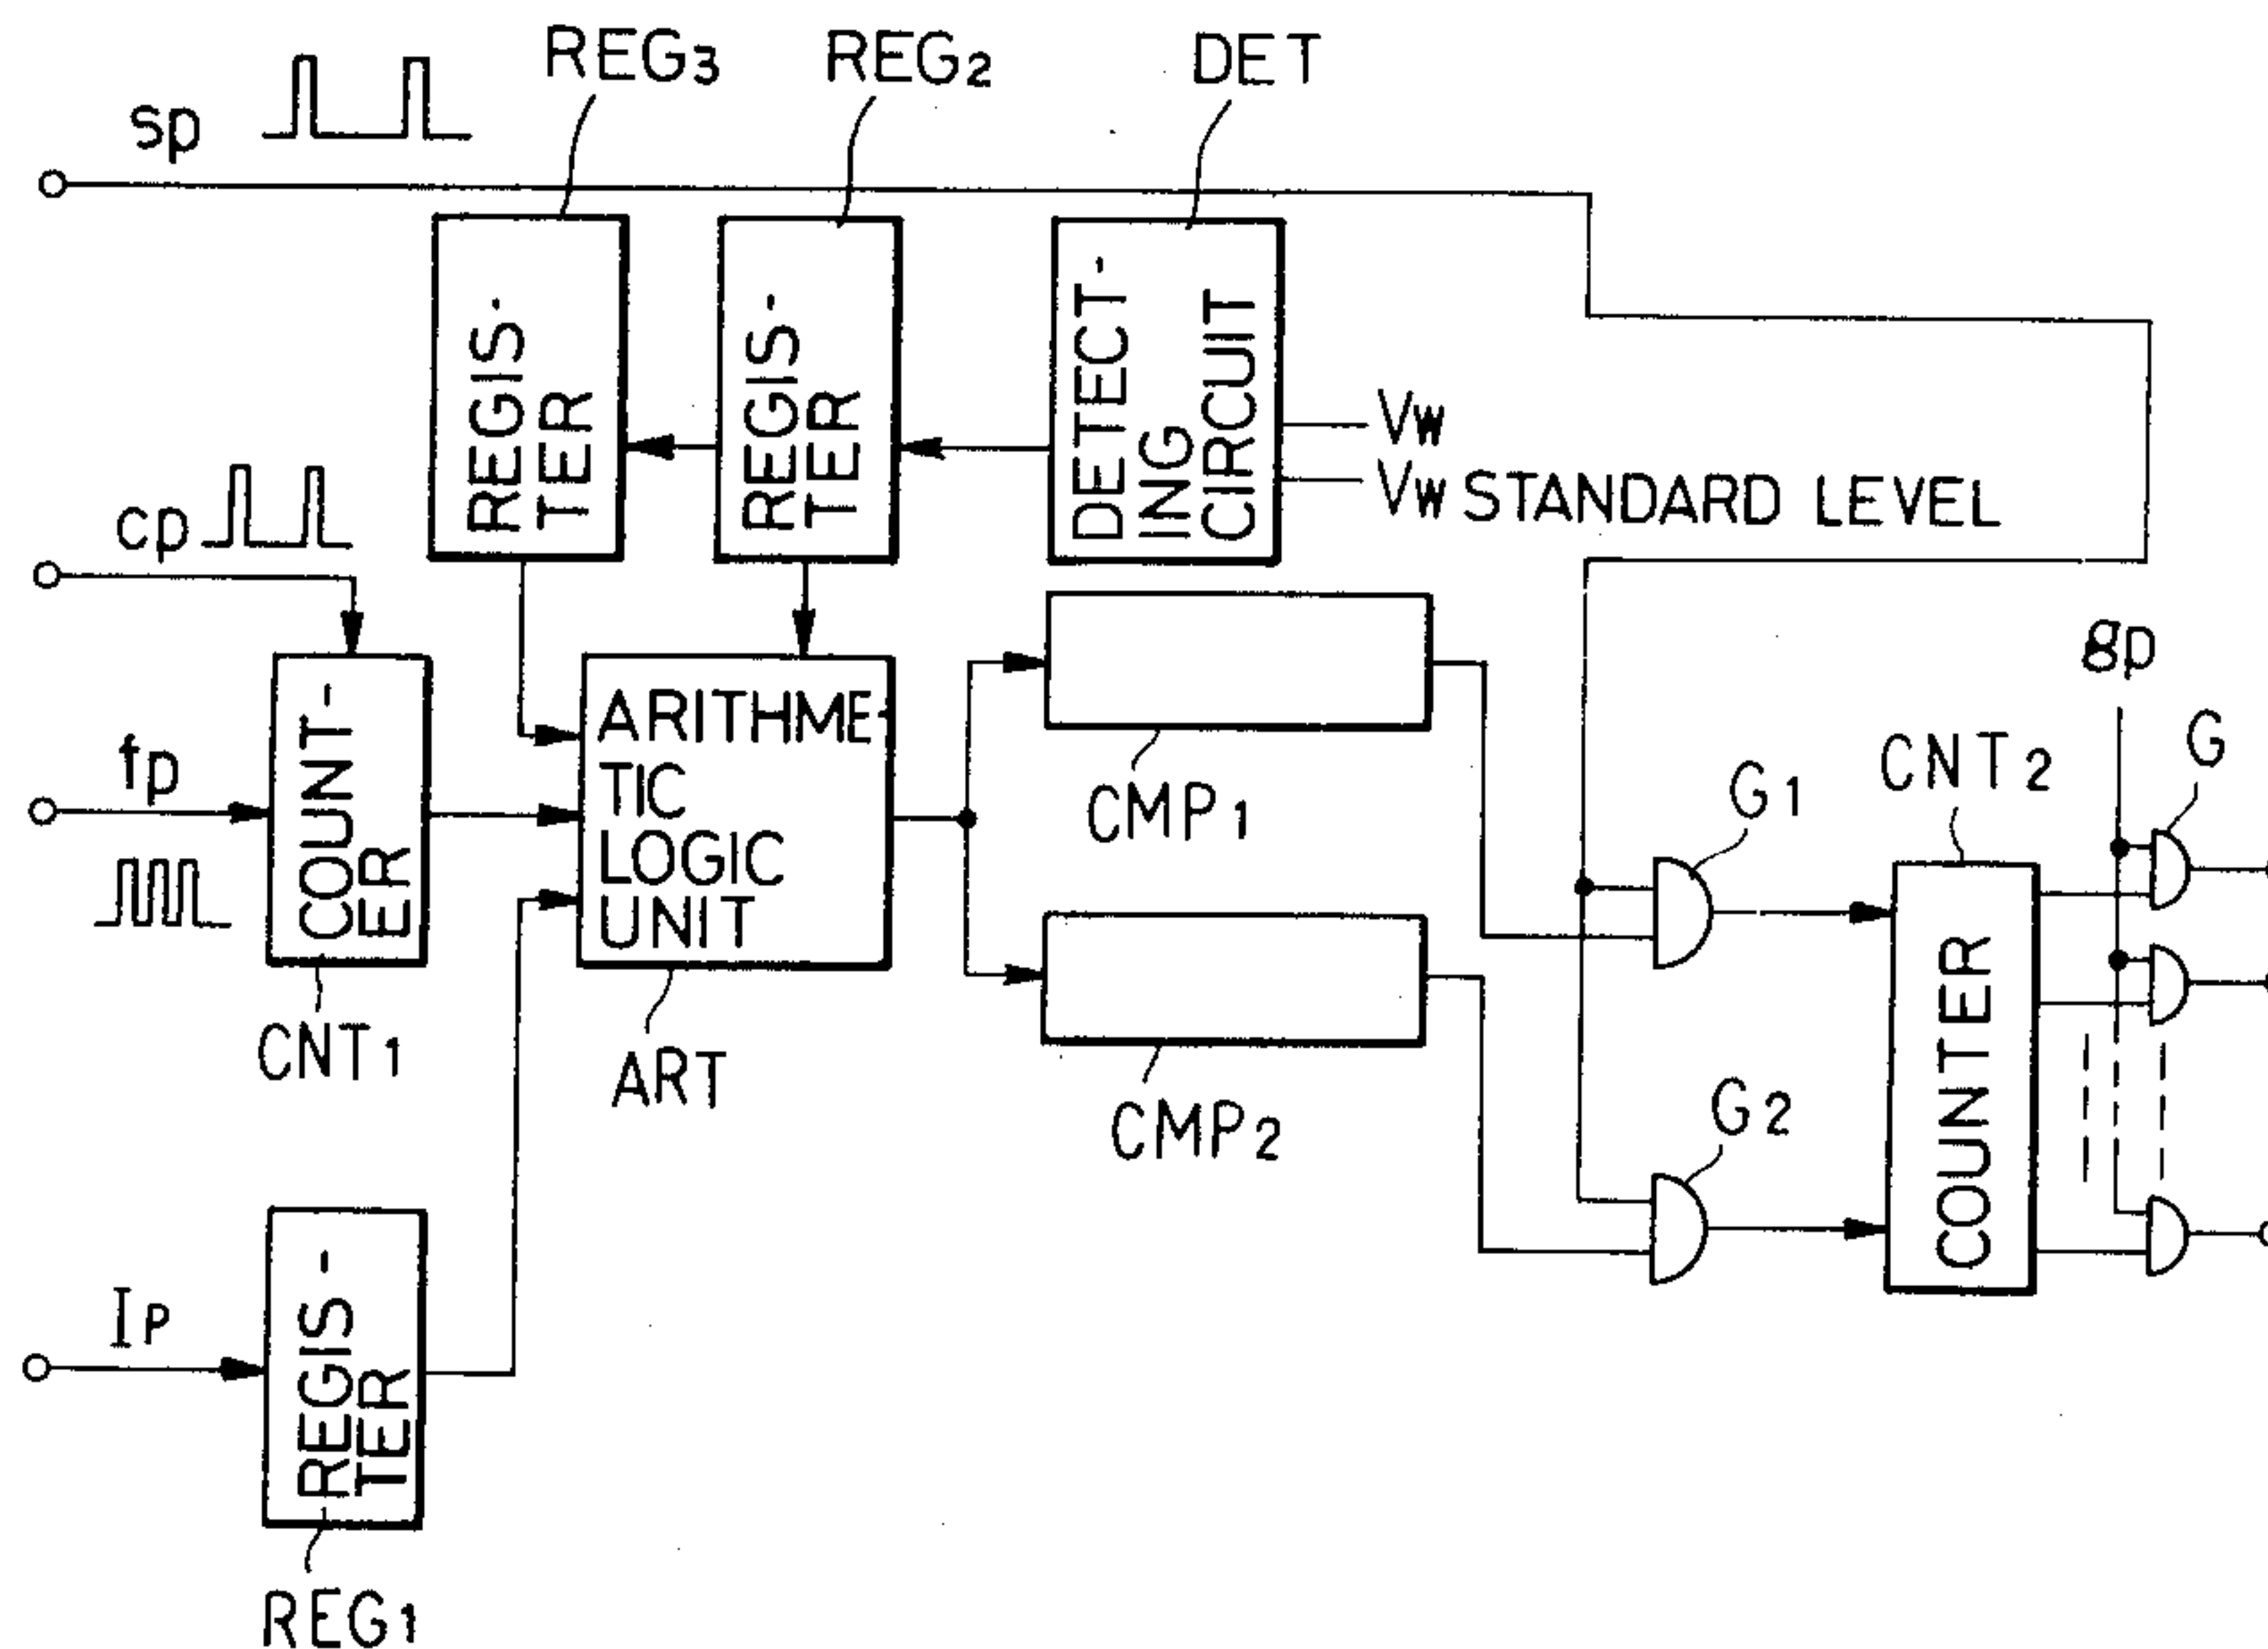 sp
REG3
REG2
DET
REGIS-
TER
REGIS-
TER
DETECT-
ING
CIRCUIT
Vw
Vw STANDARD LEVEL
cp
fp
COUNT-
ER
CNT1
ARITHME-
TIC
LOGIC
UNIT
ART
CMP1
CMP2
G1
G2
CNT2
COUNTER
gp
G
Ip
REGIS-
TER
REG1